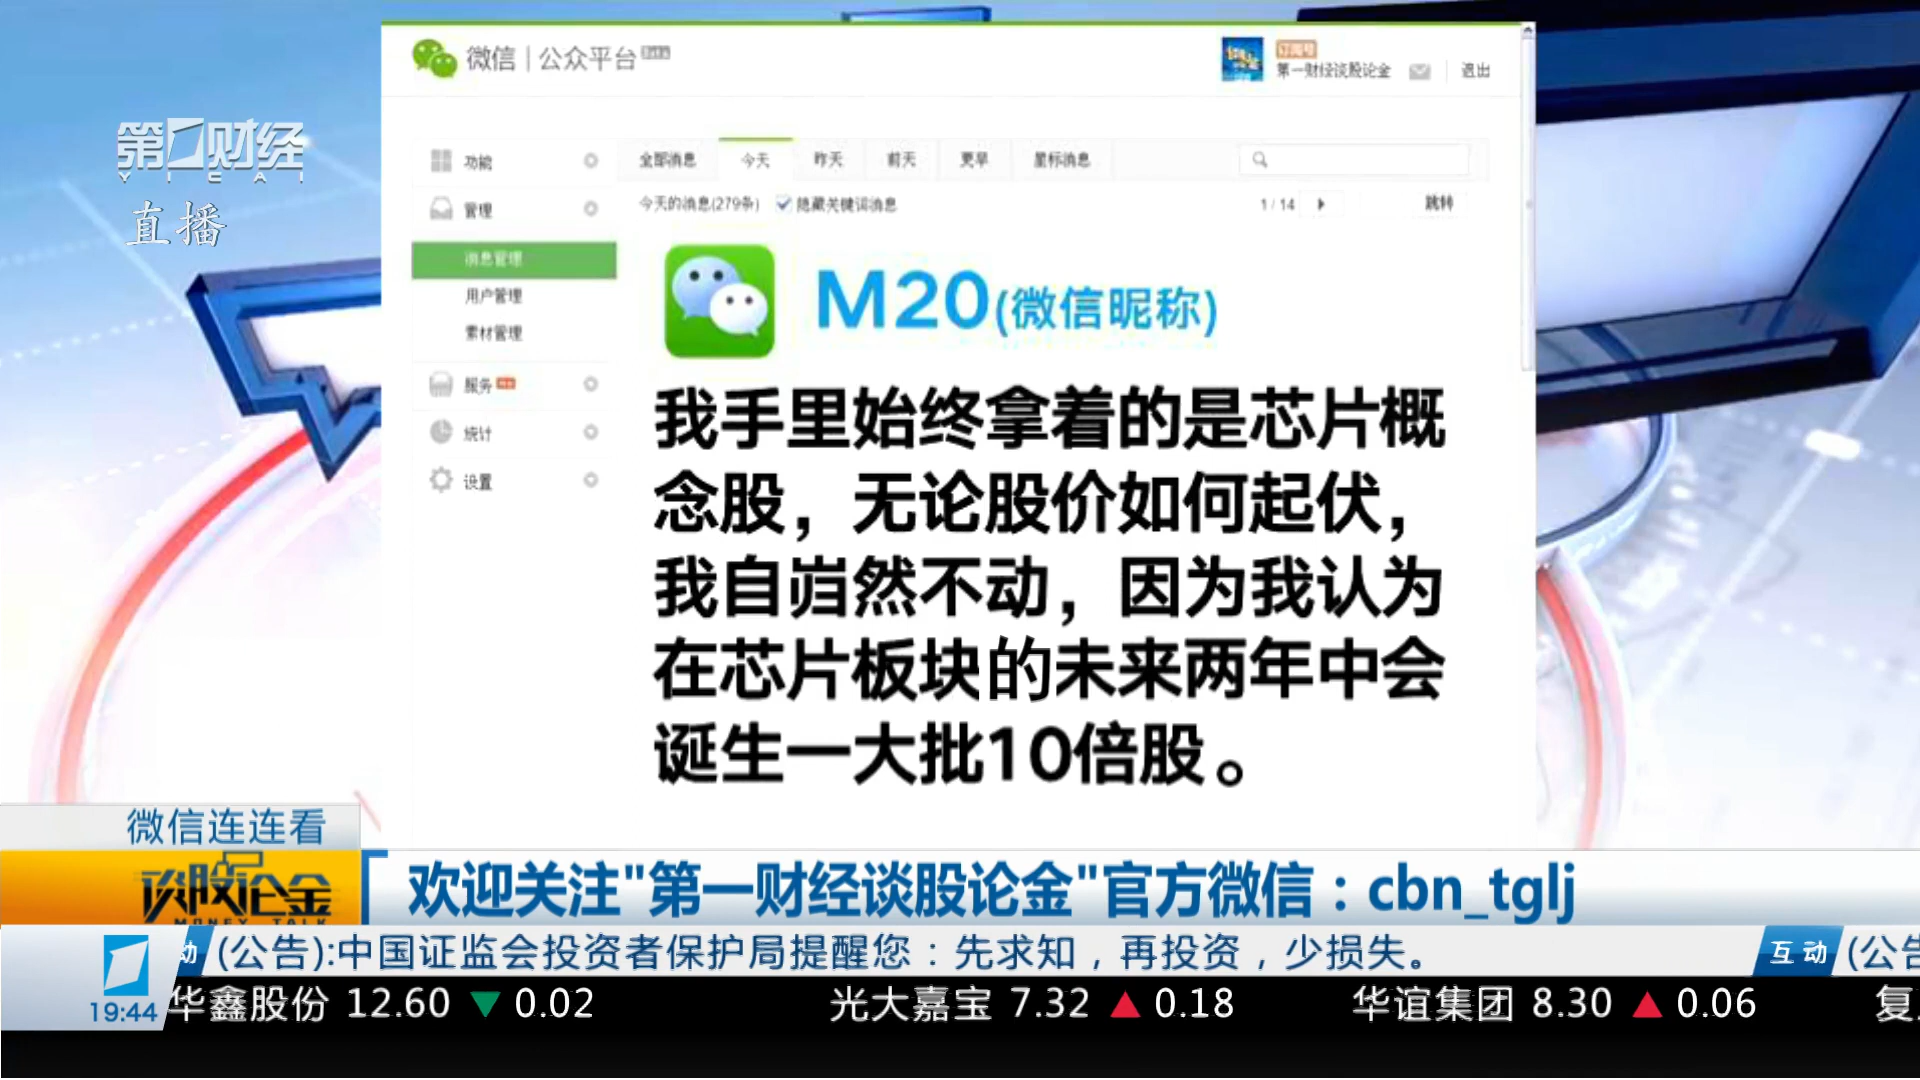 微信 | 公众平台
订阅号
第一财经谈股论金
退出
第一财经
YICAI
直播
功能
管理
消息管理
用户管理
素材管理
服务
统计
设置
全部消息 今天 昨天 前天 更早 星标消息
今天的消息(279条) 隐藏关键词消息
1/14
跳转
M20(微信昵称)
我手里始终拿着的是芯片概
念股，无论股价如何起伏，
我自岿然不动，因为我认为
在芯片板块的未来两年中会
诞生一大批10倍股。
微信连连看
谈股论金
MONEY TALK
欢迎关注"第一财经谈股论金"官方微信：cbn_tglj
动 (公告):中国证监会投资者保护局提醒您：先求知，再投资，少损失。 互动 (公告
19:44
华鑫股份 12.60 ▼ 0.02 光大嘉宝 7.32 ▲ 0.18 华谊集团 8.30 ▲ 0.06 复